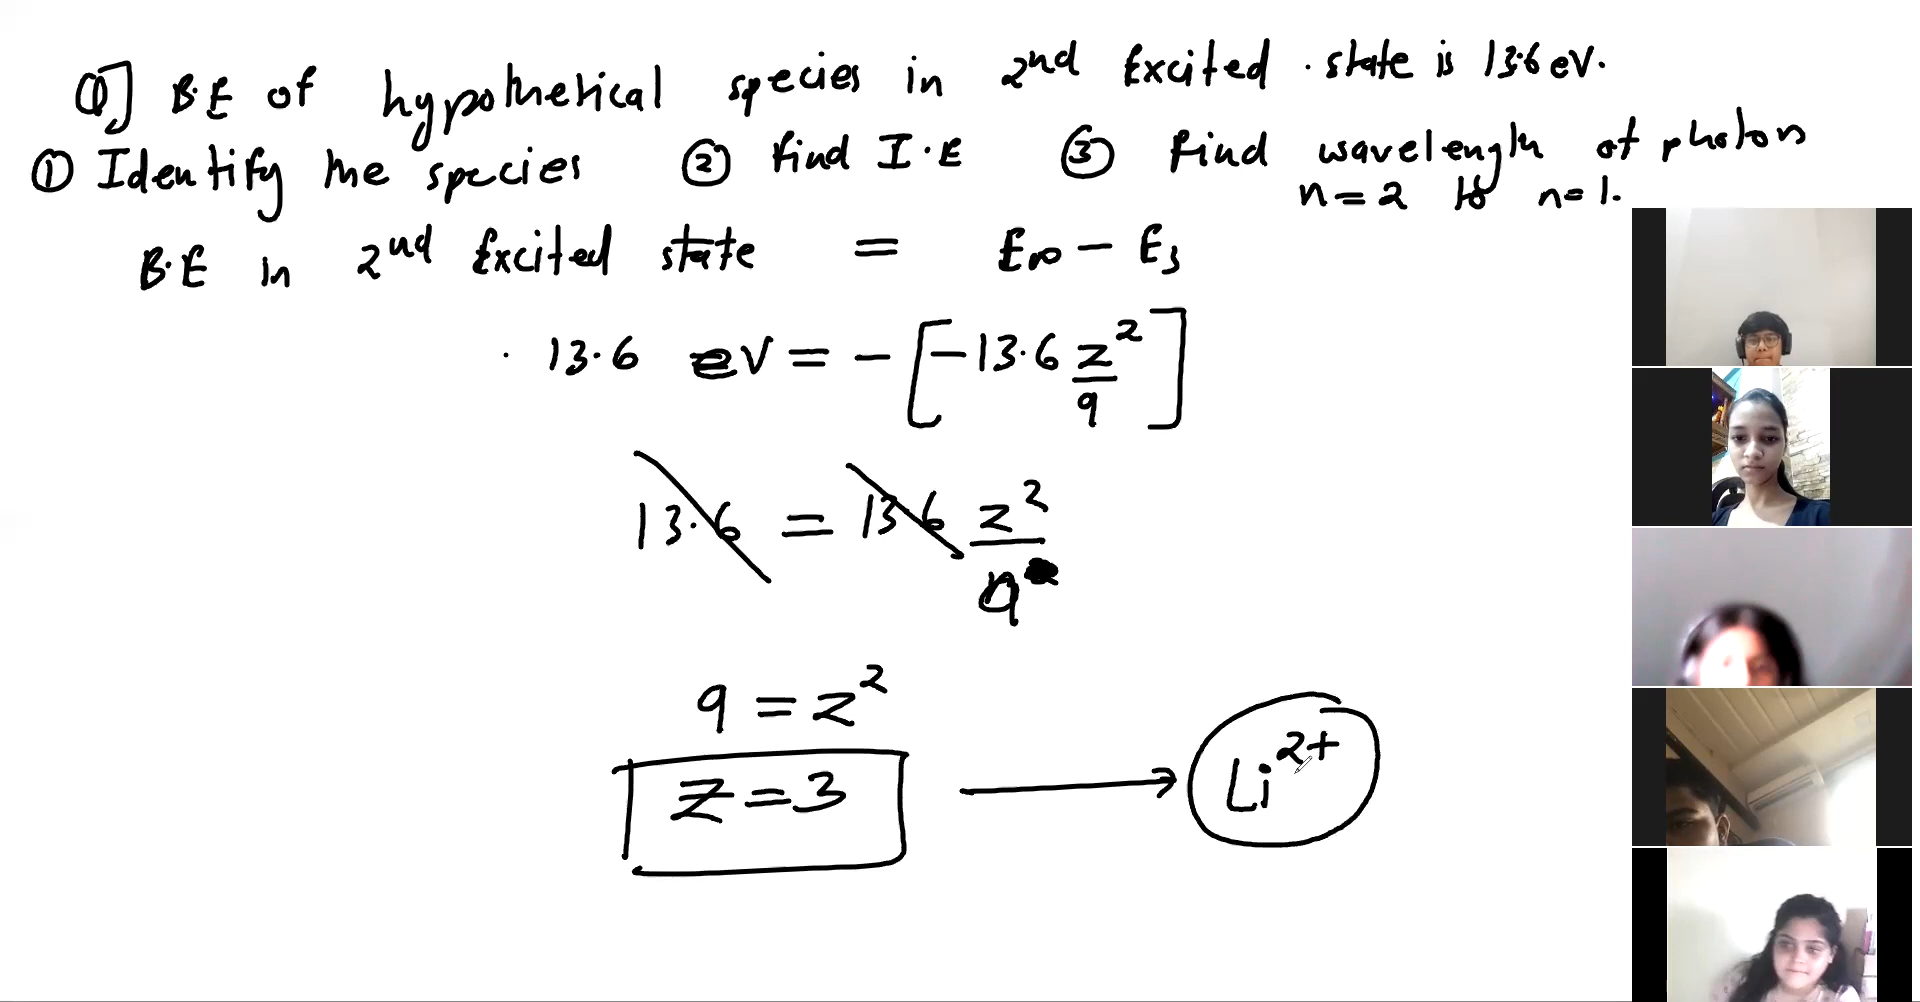 Q] B.E of hypothetical species in 2nd Excited state is 13.6 eV.
① Identify the species ② find I.E ③ find wavelength of photon
n = 2 to n = 1.
B.E in 2nd Excited state = E∞ - E₃
13.6 eV = - [-13.6 z²/9]
13.6 = 13.6 z²/9
9 = z²
z = 3 → Li²⁺